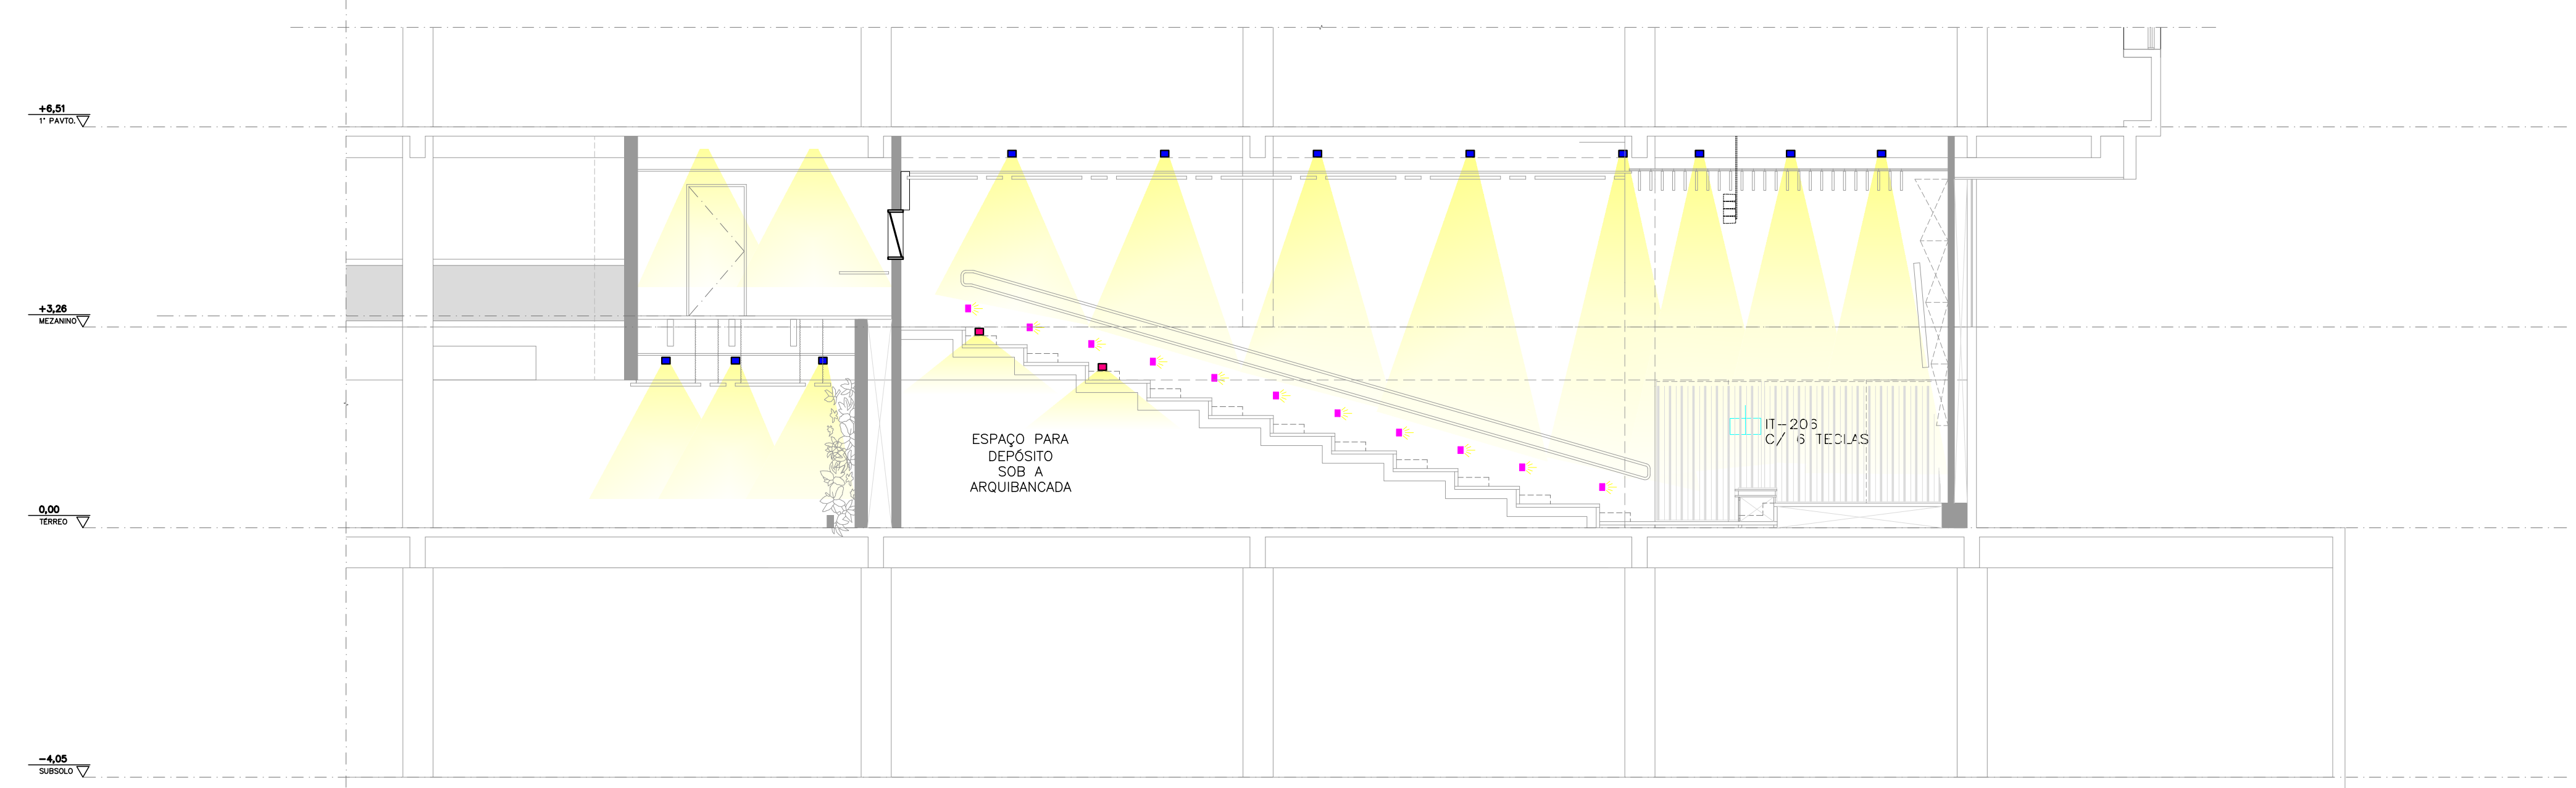 +6,51
1° PAVTO.
+3,26
MEZANINO
ESPAÇO PARA
DEPÓSITO
SOB A
ARQUIBANCADA
IT-206
C/ 6 TECLAS
0,00
TÉRREO
-4,05
SUBSOLO